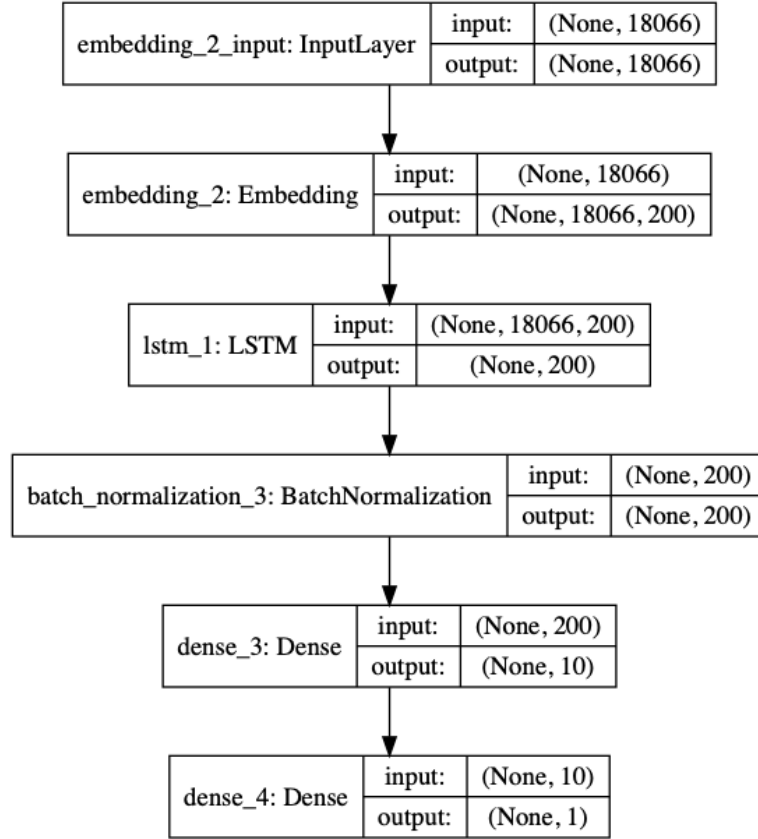 embedding_2_input: InputLayer
input:
(None, 18066)
output:
(None, 18066)
embedding_2: Embedding
input:
(None, 18066)
output:
(None, 18066, 200)
lstm_1: LSTM
input:
(None, 18066, 200)
output:
(None, 200)
batch_normalization_3: BatchNormalization
input:
(None, 200)
output:
(None, 200)
dense_3: Dense
input:
(None, 200)
output:
(None, 10)
dense_4: Dense
input:
(None, 10)
output:
(None, 1)